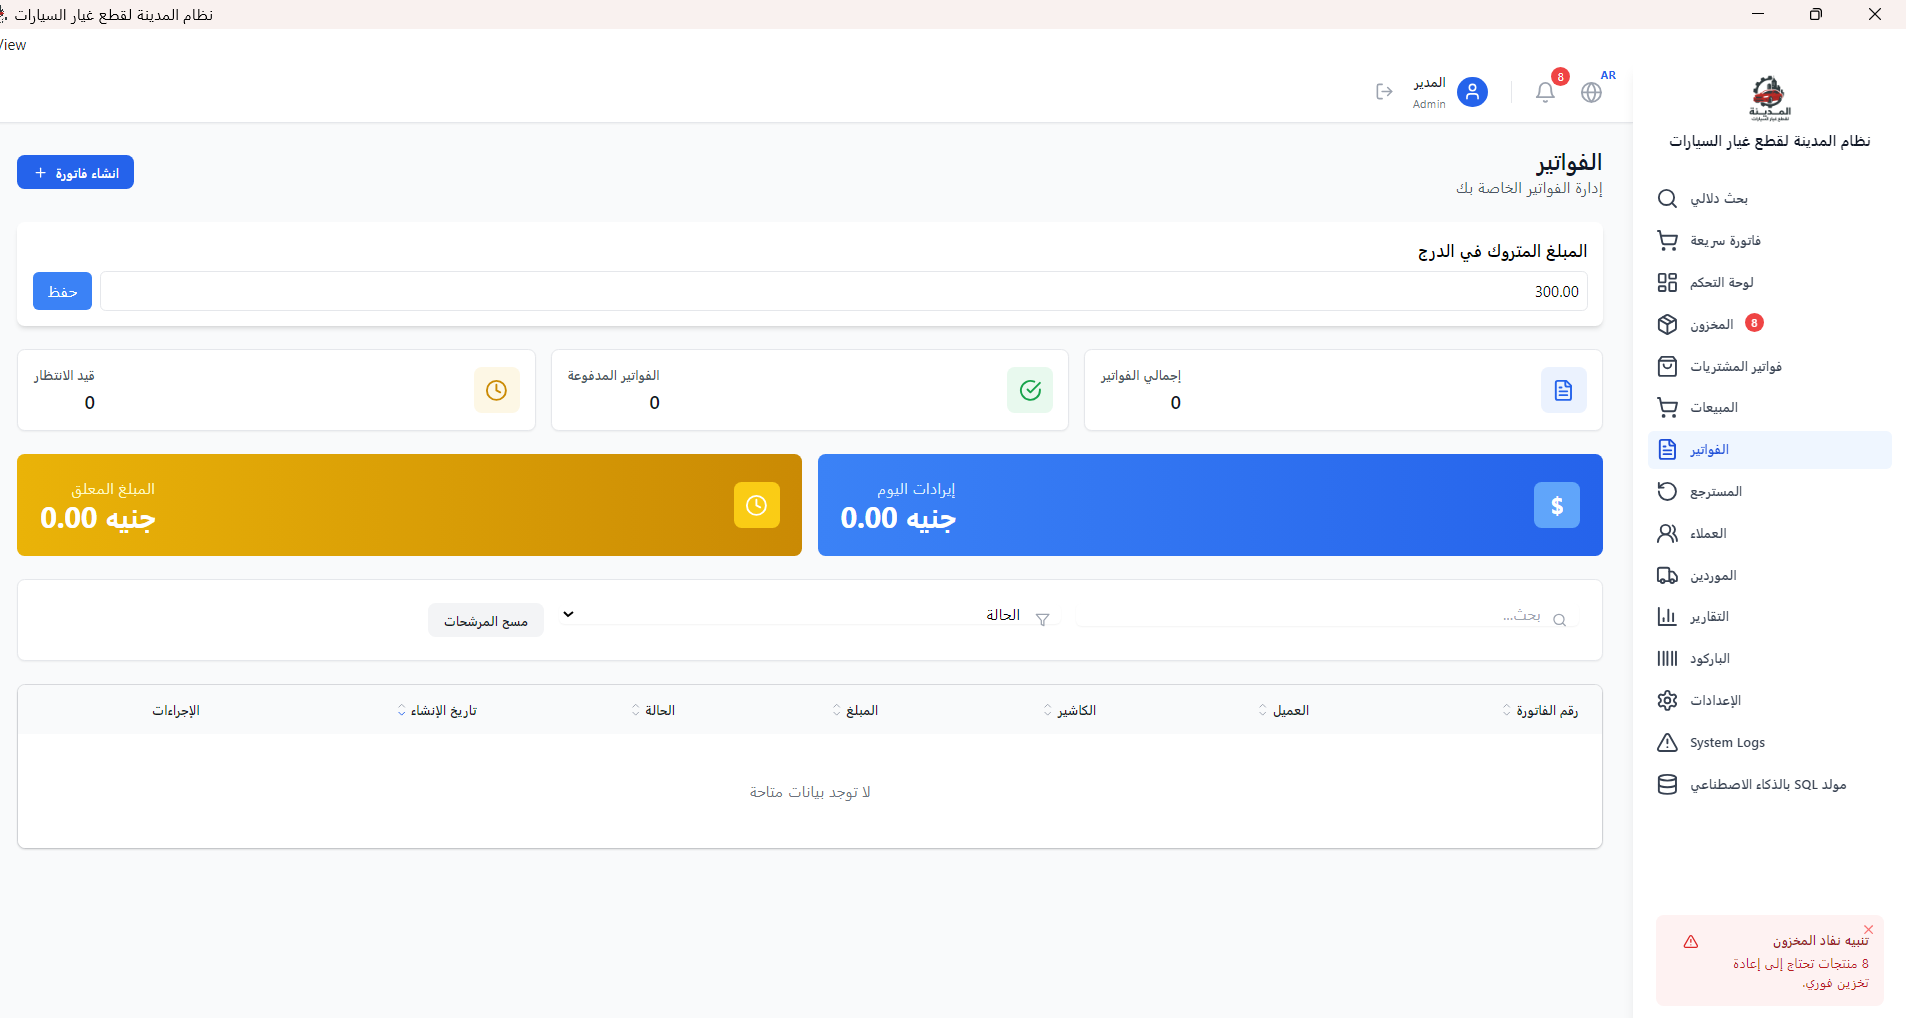 نظام المدينة لقطع غيار السيارات
View
AR
8
المدير
Admin
المدينة
لقطع غيار السيارات
نظام المدينة لقطع غيار السيارات
بحث دلالي
فاتورة سريعة
لوحة التحكم
المخزون 8
فواتير المشتريات
المبيعات
الفواتير
المسترجع
العملاء
الموردين
التقارير
الباركود
الإعدادات
System Logs
مولد SQL بالذكاء الاصطناعي
تنبيه نفاد المخزون
8 منتجات تحتاج إلى إعادة
تخزين فوري.
الفواتير
إدارة الفواتير الخاصة بك
انشاء فاتورة +
المبلغ المتروك في الدرج
300.00
حفظ
إجمالي الفواتير
0
الفواتير المدفوعة
0
قيد الانتظار
0
$
إيرادات اليوم
جنيه 0.00
المبلغ المعلق
جنيه 0.00
بحث...
الحالة
مسح المرشحات
رقم الفاتورة العميل الكاشير المبلغ الحالة تاريخ الإنشاء الإجراءات
لا توجد بيانات متاحة